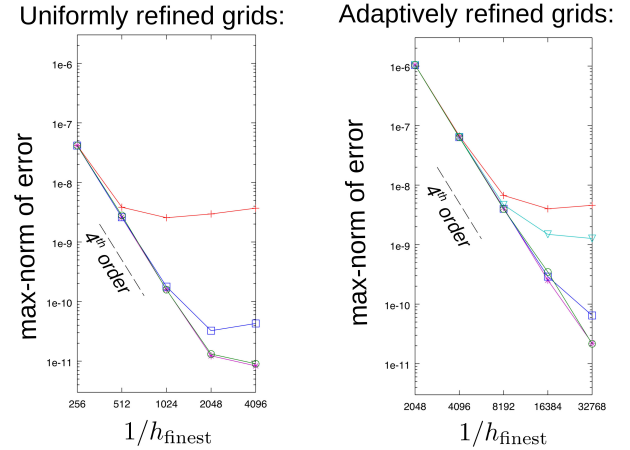 Uniformly refined grids:
max-norm of error
1e-6
1e-7
1e-8
1e-9
1e-10
1e-11
4th order
256 512 1024 2048 4096
1/h_finest
Adaptively refined grids:
max-norm of error
1e-6
1e-7
1e-8
1e-9
1e-10
1e-11
4th order
2048 4096 8192 16384 32768
1/h_finest